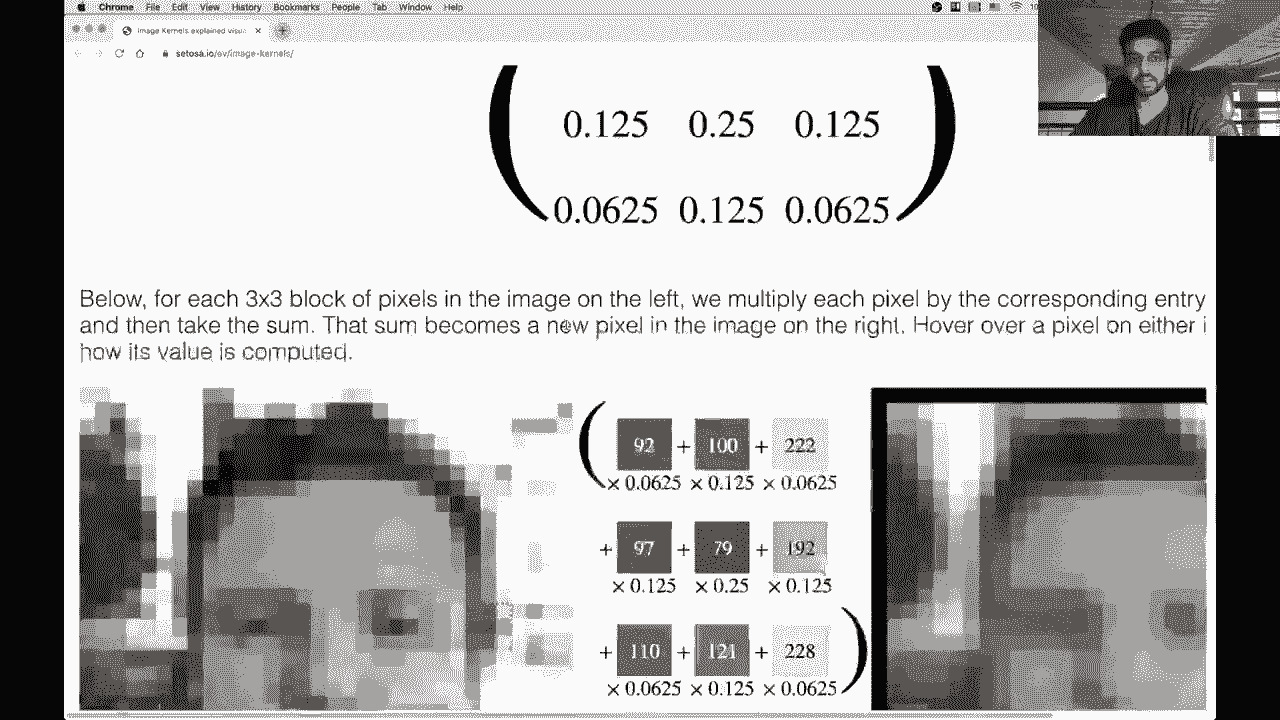 Chrome File Edit View History Bookmarks People Tab Window Help
Image Kernels explained visu
setosa.io/ev/image-kernels/
0.125 0.25 0.125
0.0625 0.125 0.0625
Below, for each 3x3 block of pixels in the image on the left, we multiply each pixel by the corresponding entry
and then take the sum. That sum becomes a new pixel in the image on the right. Hover over a pixel on either i
how its value is computed.
( 92 + 100 + 222
× 0.0625 × 0.125 × 0.0625
+ 97 + 79 + 192
× 0.125 × 0.25 × 0.125
+ 110 + 121 + 228 )
× 0.0625 × 0.125 × 0.0625